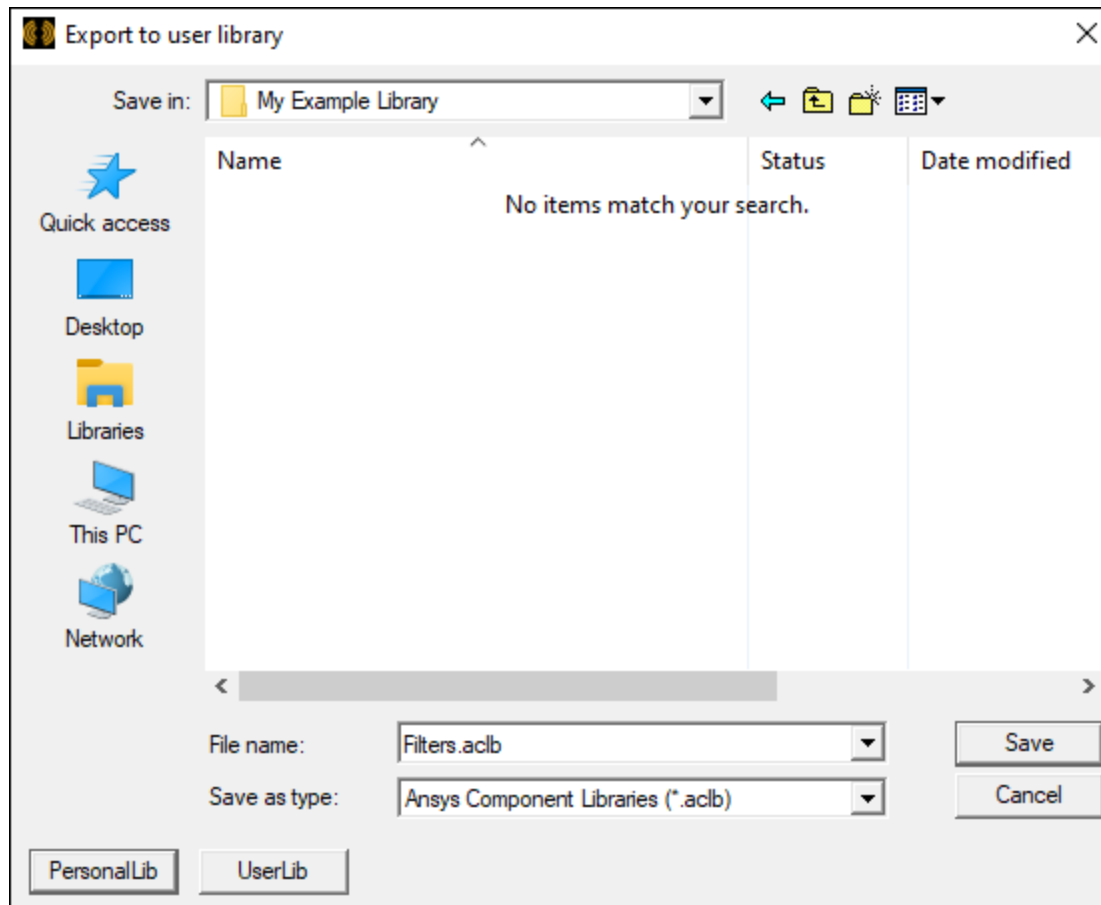 Export to user library
Save in: My Example Library
Name Status Date modified
No items match your search.
Quick access
Desktop
Libraries
This PC
Network
File name: Filters.aclb Save
Save as type: Ansys Component Libraries (*.aclb) Cancel
PersonalLib UserLib